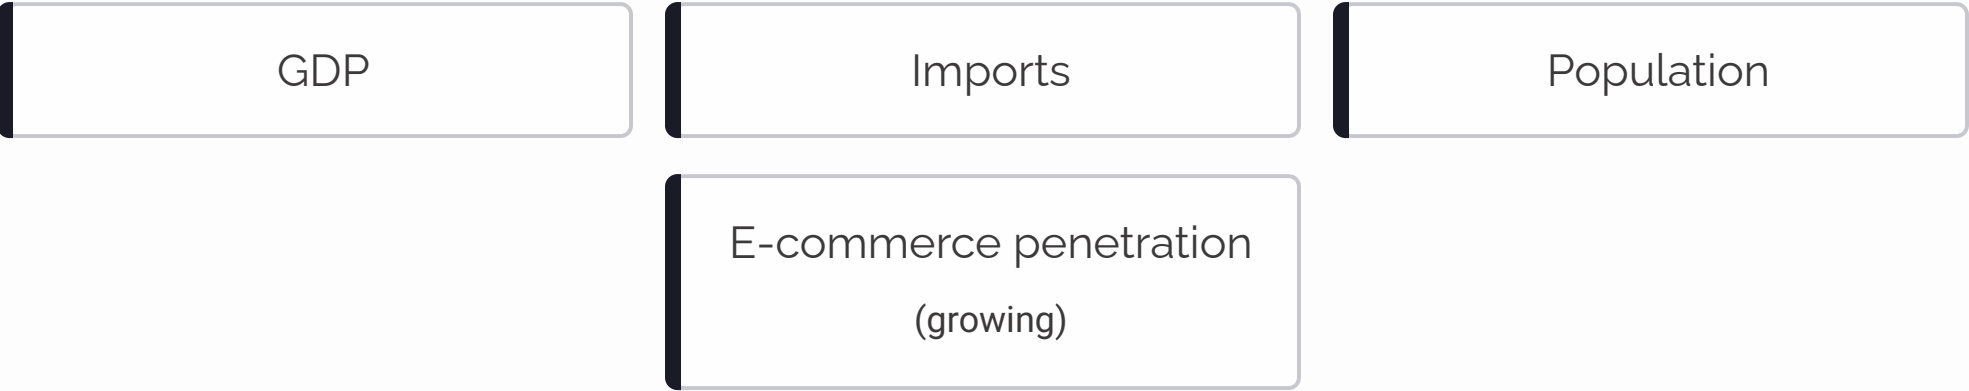 GDP
Imports
Population
E-commerce penetration
(growing)